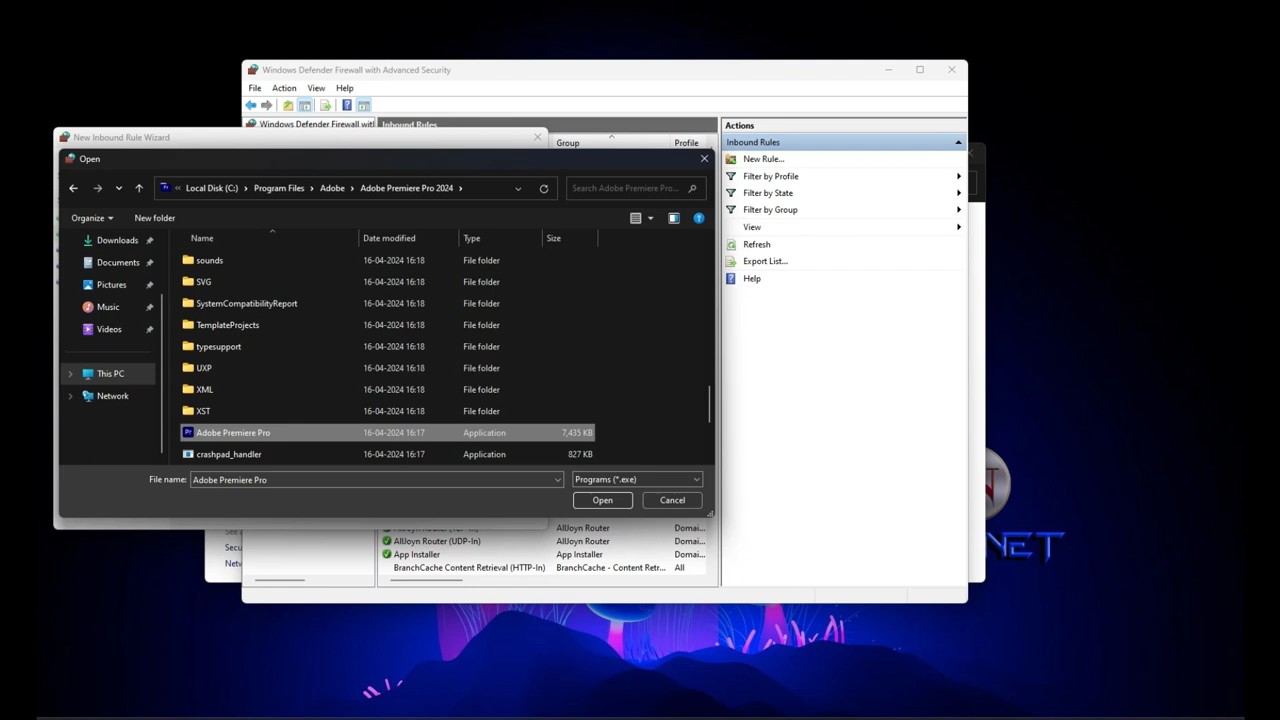 Windows Defender Firewall with Advanced Security
File Action View Help
Windows Defender Firewall witl
Inbound Rules
Group Profile
Actions
Inbound Rules
New Rule...
Filter by Profile
Filter by State
Filter by Group
View
Refresh
Export List...
Help
New Inbound Rule Wizard
Open
Local Disk (C:) Program Files Adobe Adobe Premiere Pro 2024
Search Adobe Premiere Pro...
Organize New folder
Downloads
Documents
Pictures
Music
Videos
This PC
Network
Name Date modified Type Size
sounds 16-04-2024 16:18 File folder
SVG 16-04-2024 16:18 File folder
SystemCompatibilityReport 16-04-2024 16:18 File folder
TemplateProjects 16-04-2024 16:18 File folder
typesupport 16-04-2024 16:18 File folder
UXP 16-04-2024 16:18 File folder
XML 16-04-2024 16:18 File folder
XST 16-04-2024 16:18 File folder
Adobe Premiere Pro 16-04-2024 16:17 Application 7,435 KB
crashpad_handler 16-04-2024 16:17 Application 827 KB
File name: Adobe Premiere Pro Programs (*.exe)
Open Cancel
See
Secu
Netv
AllJoyn Router Domai...
AllJoyn Router (UDP-In) AllJoyn Router Domai...
App Installer App Installer Domai...
BranchCache Content Retrieval (HTTP-In) BranchCache - Content Retr... All
NET